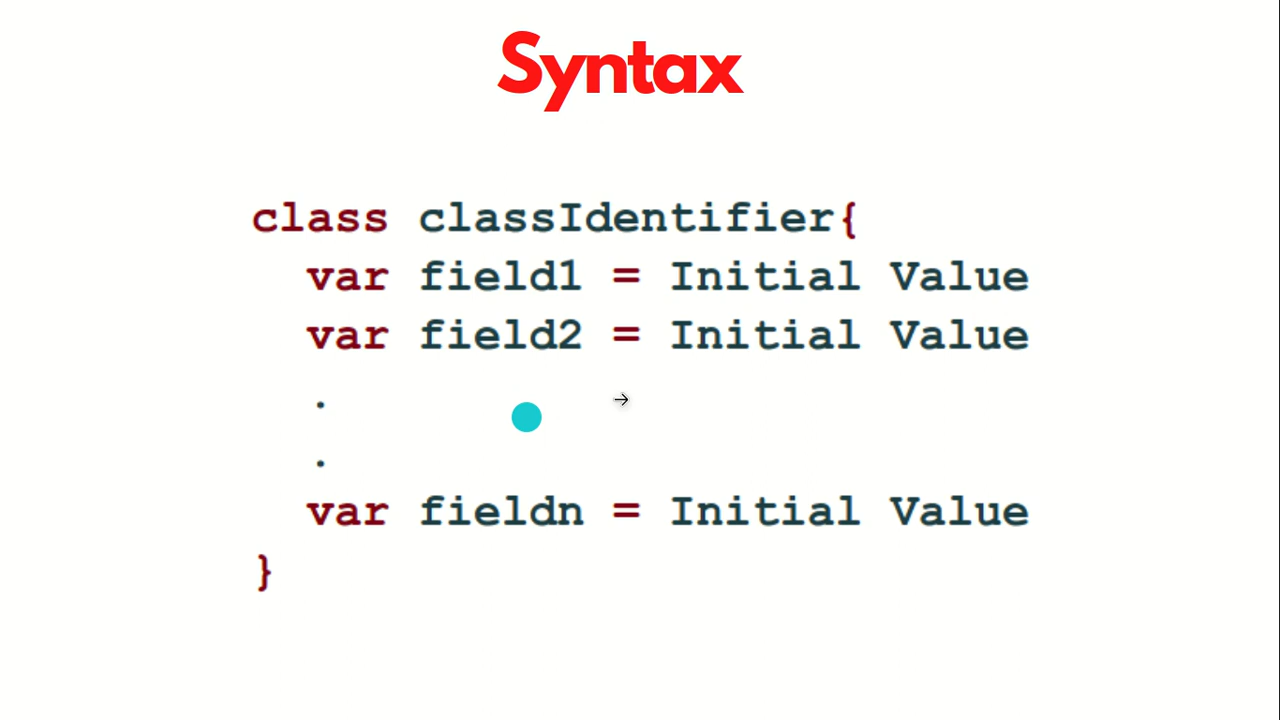 Syntax
class classIdentifier{
var field1 = Initial Value
var field2 = Initial Value
.
.
var fieldn = Initial Value
}